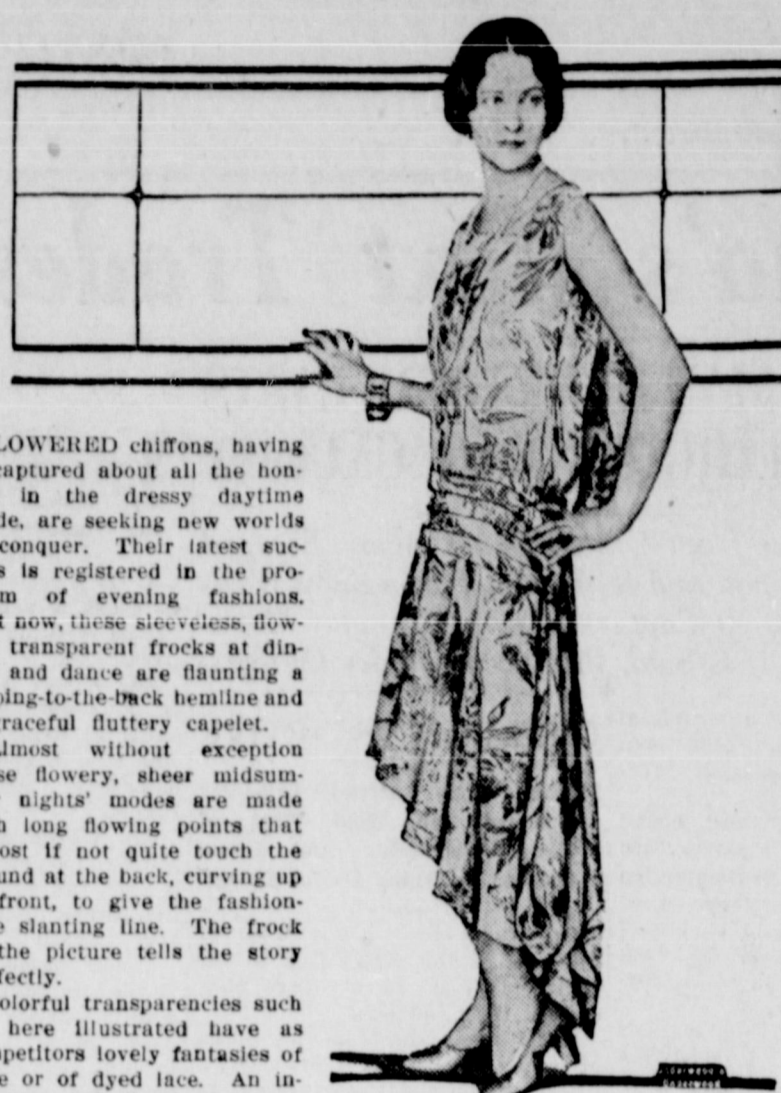 LOWERED chiffons, having
captured about all the hon-
in the dressy daytime
de, are seeking new worlds
conquer. Their latest suc-
s is registered in the pro-
m of evening fashions.
t now, these sleeveless, flow-
transparent frocks at din-
and dance are flaunting a
ping-to-the-back hemline and
graceful fluttery capelet.
lmost without exception
se flowery, sheer midsum-
r nights' modes are made
h long flowing points that
ost if not quite touch the
und at the back, curving up
front, to give the fashion-
e slanting line. The frock
the picture tells the story
fectly.
olorful transparencies such
here illustrated have as
petitors lovely fantasies of
e or of dyed lace. An in-
Underwood &
Underwood